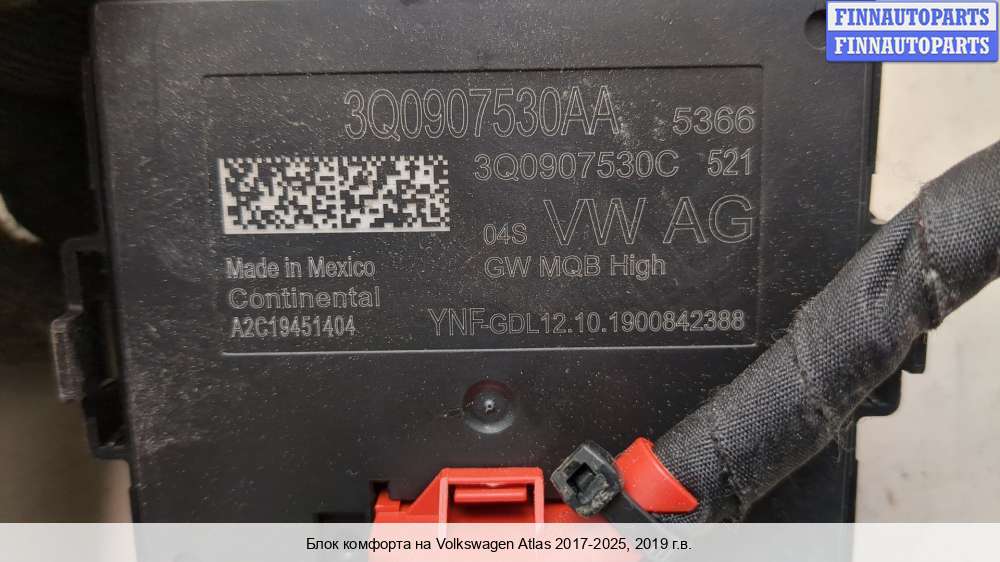 FINNAUTOPARTS
FINNAUTOPARTS
3Q0907530AA 5366
3Q0907530C 521
04S VW AG
GW MQB High
Made in Mexico
Continental
A2C19451404
YNF-GDL12.10.1900842388
Блок комфорта на Volkswagen Atlas 2017-2025, 2019 г.в.